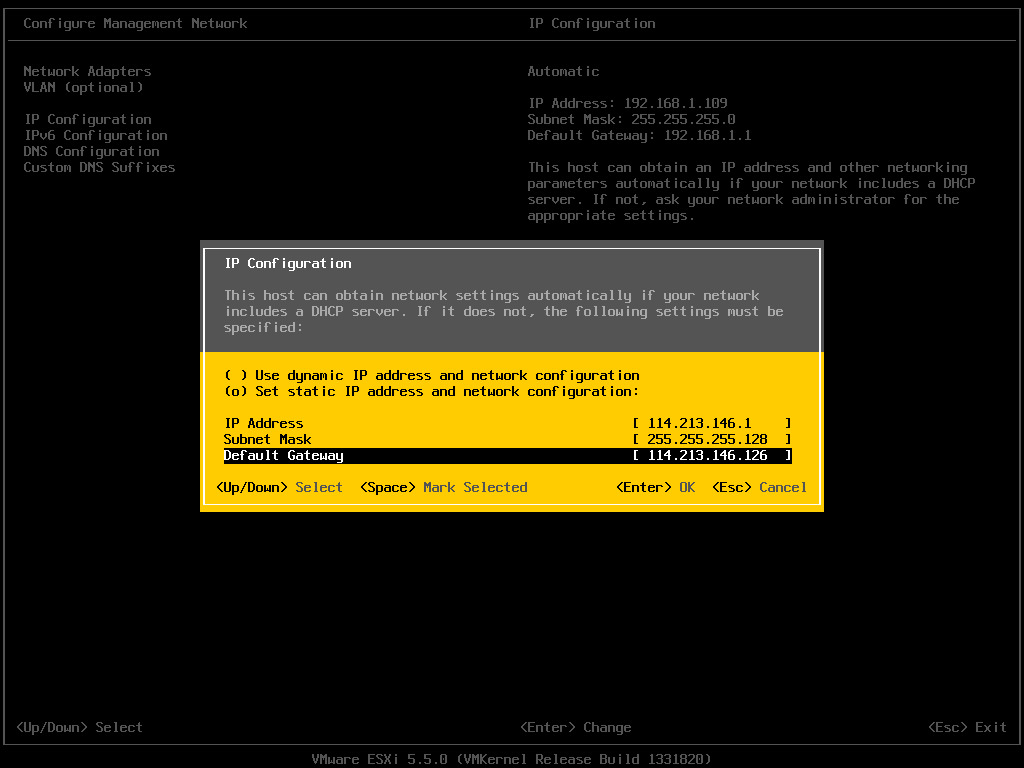 Configure Management Network
IP Configuration
Network Adapters
VLAN (optional)
IP Configuration
IPv6 Configuration
DNS Configuration
Custom DNS Suffixes
Automatic
IP Address: 192.168.1.109
Subnet Mask: 255.255.255.0
Default Gateway: 192.168.1.1
This host can obtain an IP address and other networking
parameters automatically if your network includes a DHCP
server. If not, ask your network administrator for the
appropriate settings.
IP Configuration
This host can obtain network settings automatically if your network
includes a DHCP server. If it does not, the following settings must be
specified:
( ) Use dynamic IP address and network configuration
(o) Set static IP address and network configuration:
IP Address [ 114.213.146.1 ]
Subnet Mask [ 255.255.255.128 ]
Default Gateway [ 114.213.146.126 ]
<Up/Down> Select <Space> Mark Selected <Enter> OK <Esc> Cancel
<Up/Down> Select <Enter> Change <Esc> Exit
VMware ESXi 5.5.0 (VMKernel Release Build 1331820)